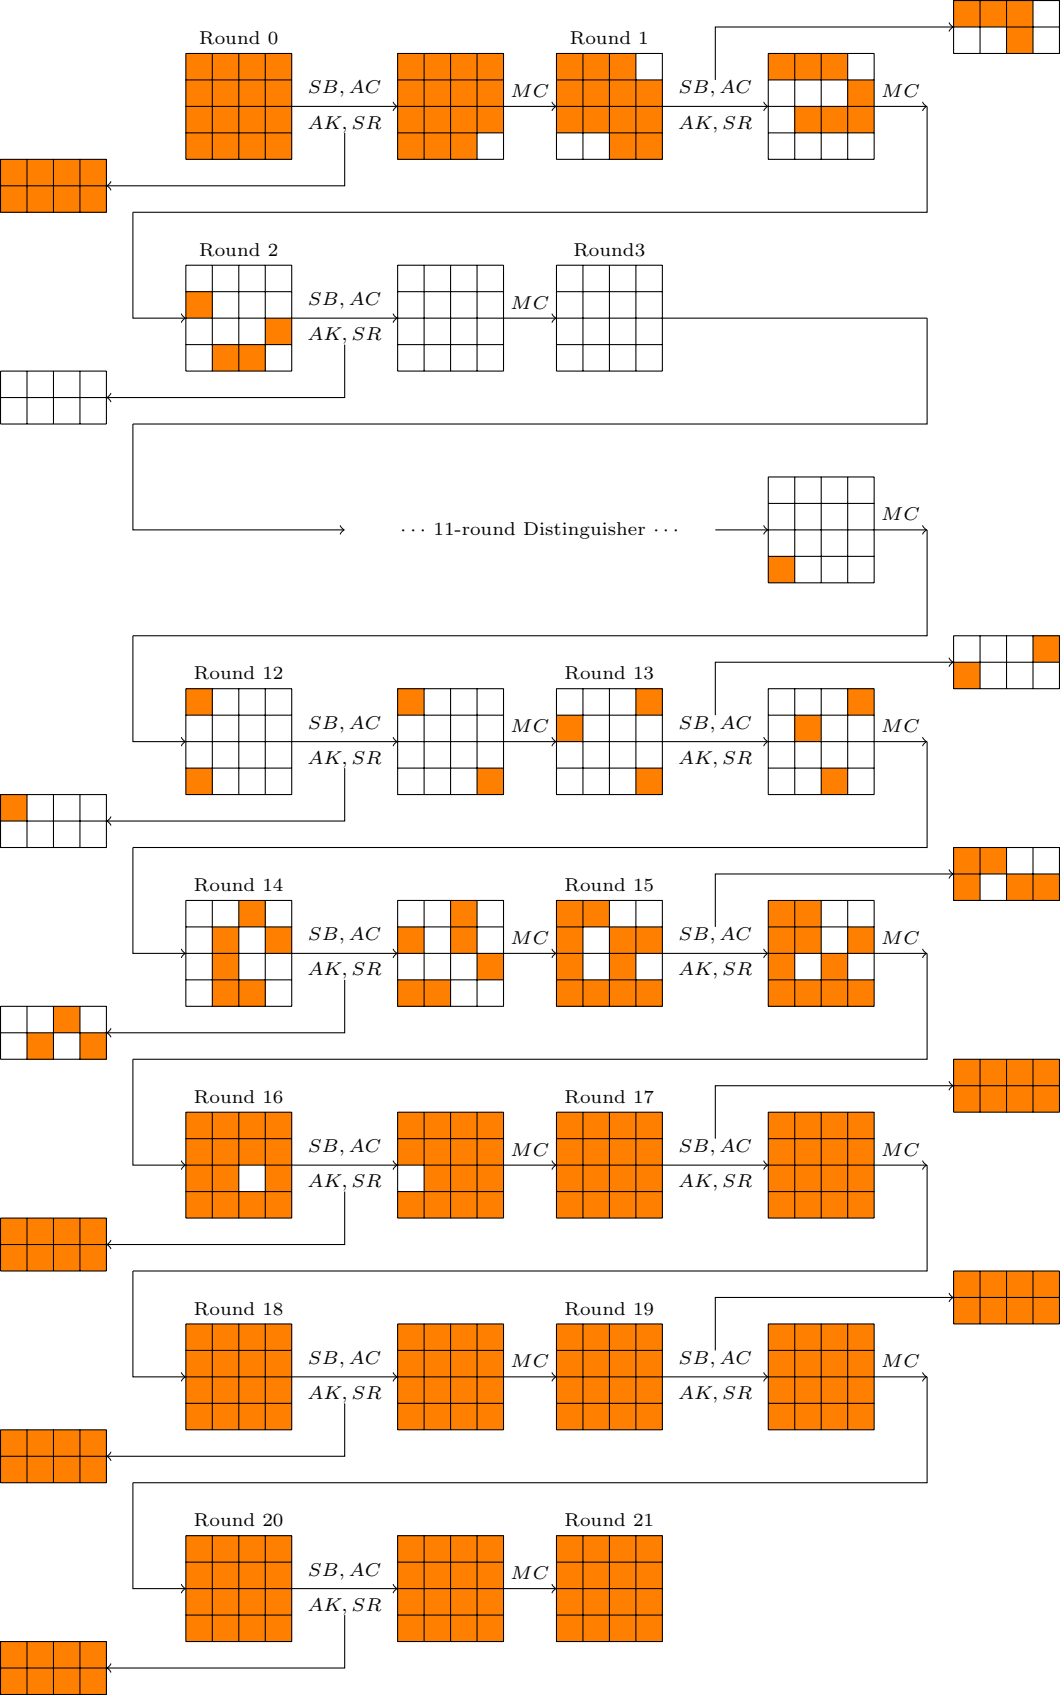 Round 0
SB, AC
AK, SR
MC
Round 1
SB, AC
AK, SR
MC
Round 2
SB, AC
AK, SR
MC
Round3
··· 11-round Distinguisher ···
MC
Round 12
SB, AC
AK, SR
MC
Round 13
SB, AC
AK, SR
MC
Round 14
SB, AC
AK, SR
MC
Round 15
SB, AC
AK, SR
MC
Round 16
SB, AC
AK, SR
MC
Round 17
SB, AC
AK, SR
MC
Round 18
SB, AC
AK, SR
MC
Round 19
SB, AC
AK, SR
MC
Round 20
SB, AC
AK, SR
MC
Round 21